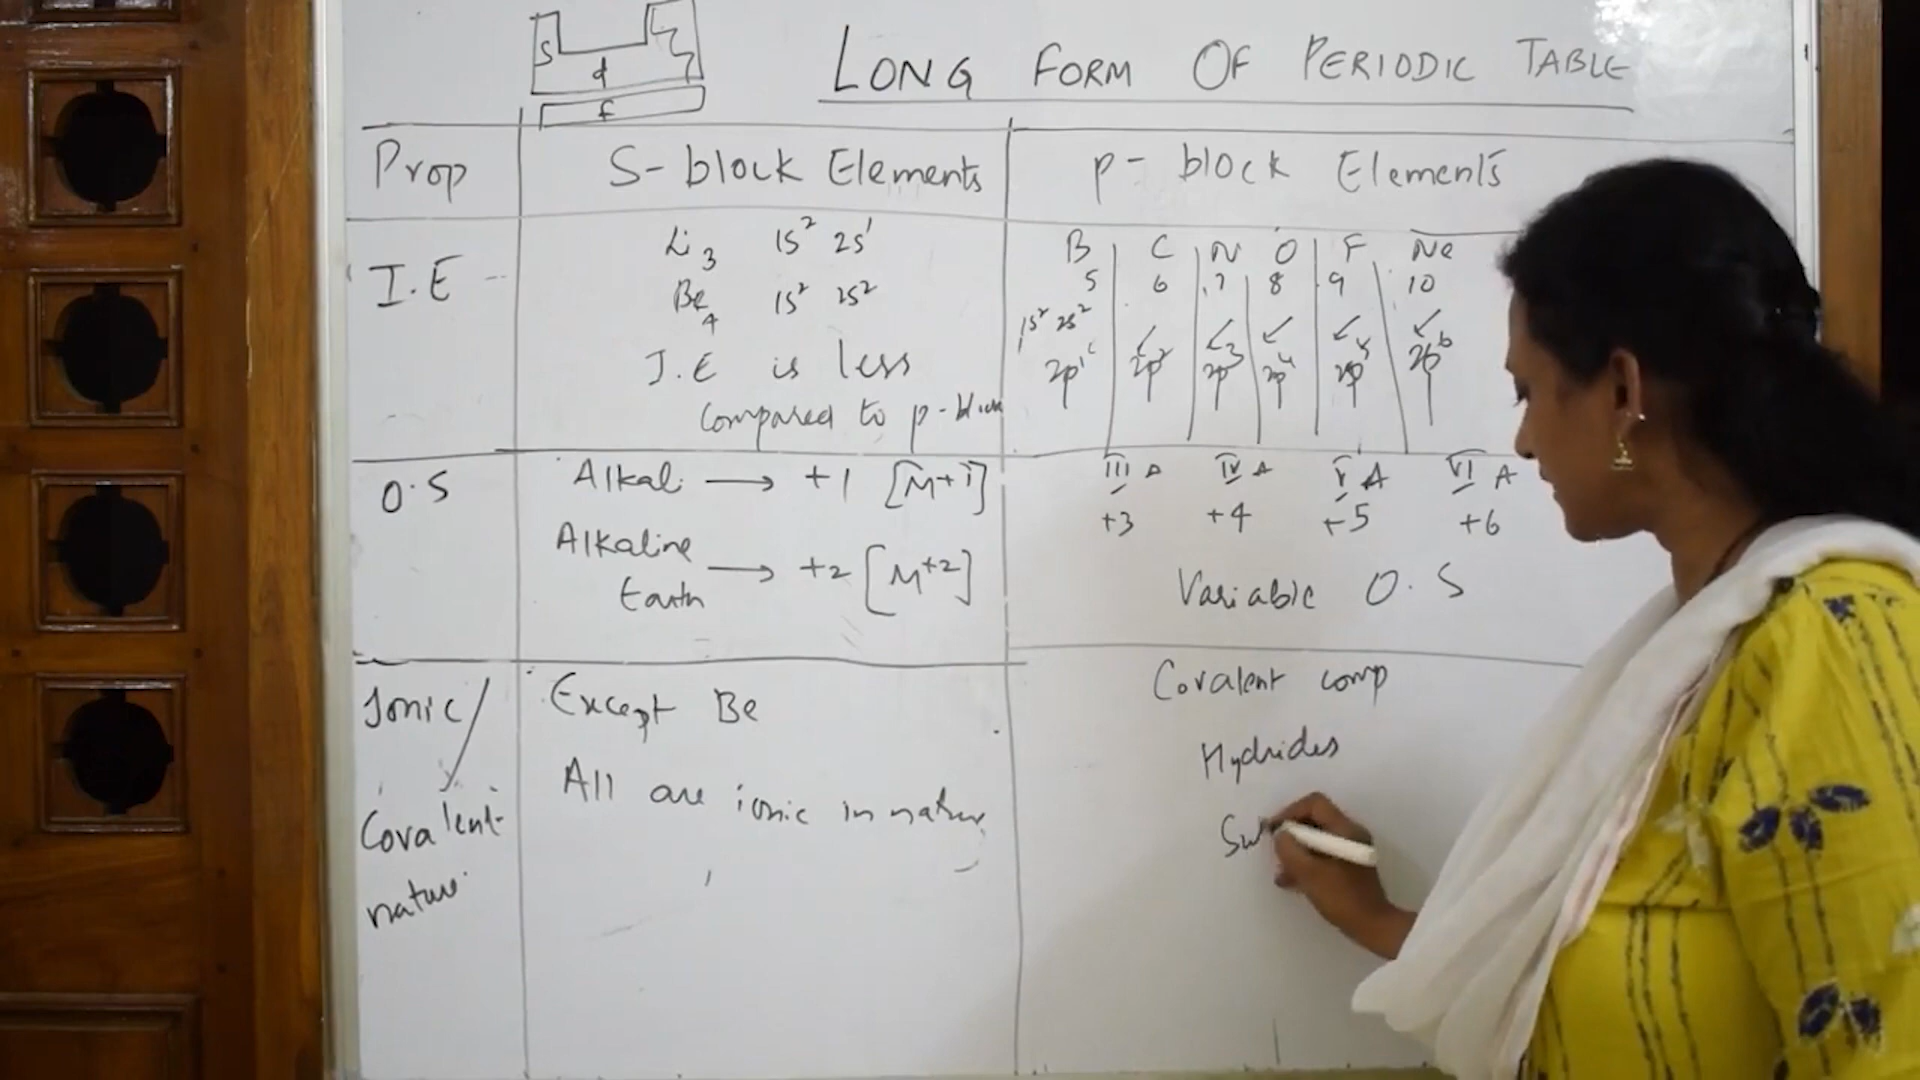 S
d
f
LONG FORM OF PERIODIC TABLE
Prop
S-block Elements
p-block Elements
I.E
Li 3 1S² 2S¹
Be 4 1S² 2S²
I.E is less
Compared to p-block
B C N O F Ne
5 6 7 8 9 10
1s² 2s²
2p¹ 2p² 2p³ 2p⁴ 2p⁵ 2p⁶
O.S
Alkali → +1 [M+1]
Alkaline
Earth → +2 [M⁺²]
III A IV A V A VI A
+3 +4 +5 +6
Variable O.S
Ionic/
Covalent
nature
Except Be
All are ionic in nature
Covalent comp
Hydrides
Su